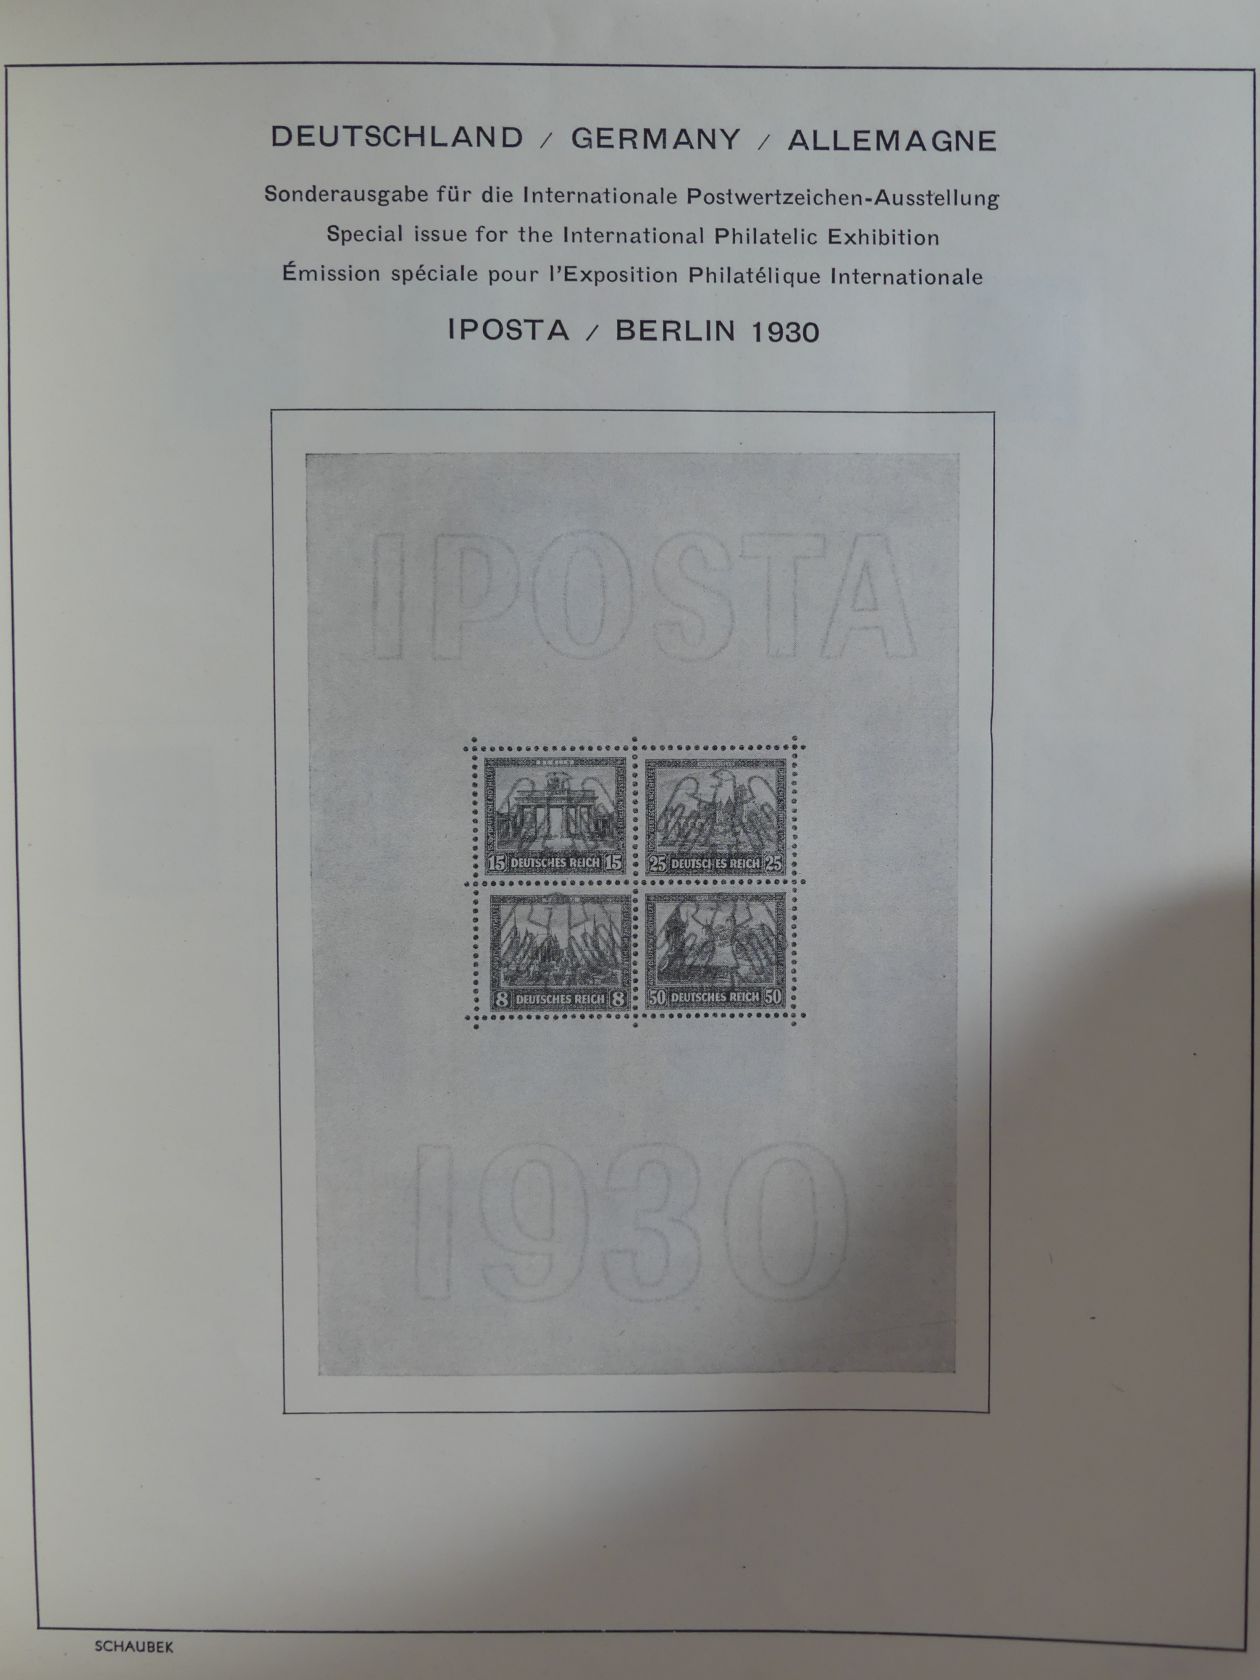 DEUTSCHLAND / GERMANY / ALLEMAGNE
Sonderausgabe für die Internationale Postwertzeichen-Ausstellung
Special issue for the International Philatelic Exhibition
Émission spéciale pour l'Exposition Philatélique Internationale
IPOSTA / BERLIN 1930
IPOSTA
15 DEUTSCHES REICH 15
25 DEUTSCHES REICH 25
8 DEUTSCHES REICH 8
50 DEUTSCHES REICH 50
1930
SCHAUBEK